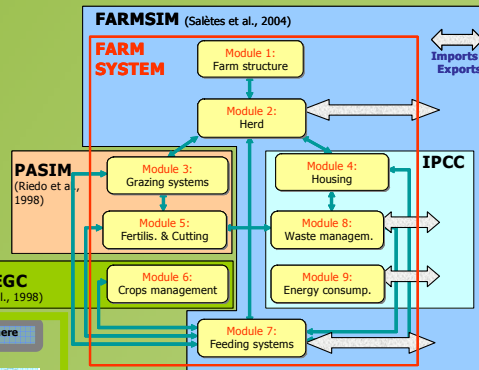 FARMSIM (Salètes et al., 2004)
FARM
SYSTEM
Imports
Exports
Module 1:
Farm structure
Module 2:
Herd
PASIM
(Riedo et al.,
1998)
Module 3:
Grazing systems
Module 4:
Housing
IPCC
Module 5:
Fertilis. & Cutting
Module 8:
Waste managem.
EGC
l., 1998)
Module 6:
Crops management
Module 9:
Energy consump.
ere
Module 7:
Feeding systems